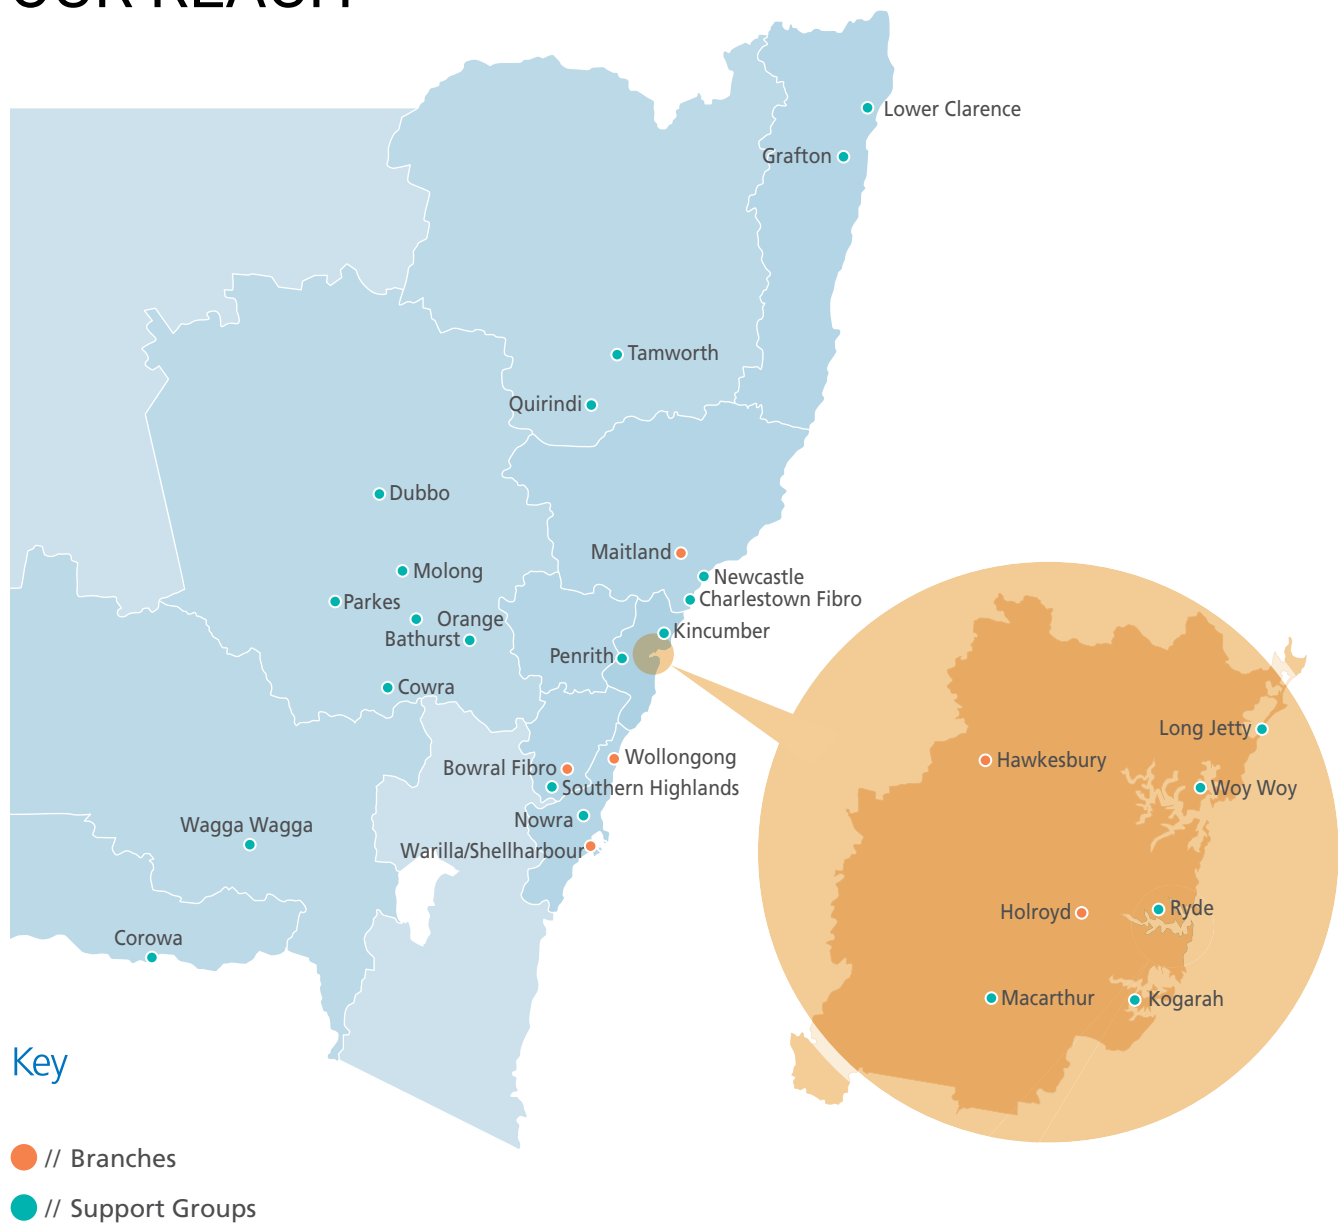 OUR REACH
Lower Clarence
Grafton
Tamworth
Quirindi
Dubbo
Maitland
Molong
Newcastle
Charlestown Fibro
Parkes
Orange
Kincumber
Bathurst
Penrith
Cowra
Long Jetty
Wollongong
Hawkesbury
Bowral Fibro
Southern Highlands
Woy Woy
Nowra
Wagga Wagga
Warilla/Shellharbour
Holroyd
Ryde
Corowa
Macarthur
Kogarah
Key
// Branches
// Support Groups